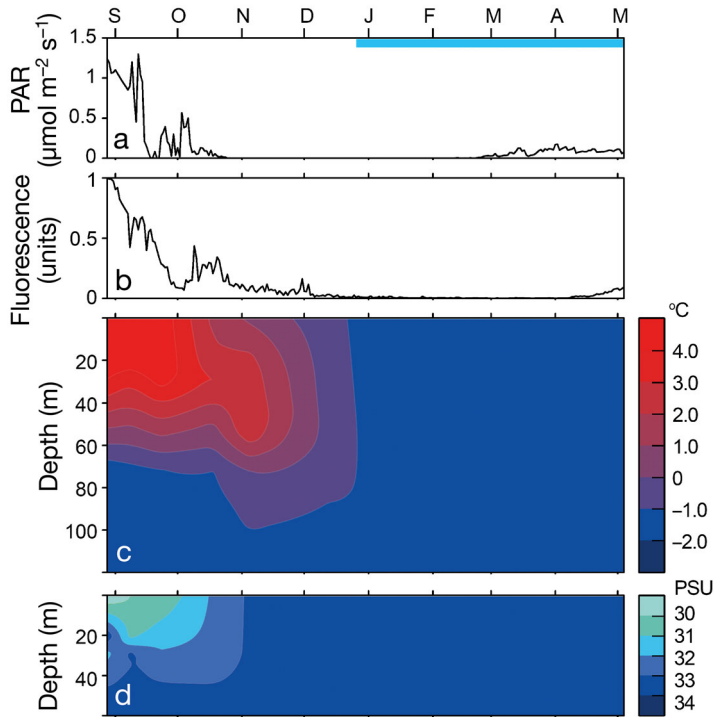 S O N D J F M A M
PAR
(µmol m⁻² s⁻¹)
1.5
1
0.5
0
a
Fluorescence
(units)
1
0.5
0
b
Depth (m)
20
40
60
80
100
c
°C
4.0
3.0
2.0
1.0
0
–1.0
–2.0
Depth (m)
20
40
d
PSU
30
31
32
33
34